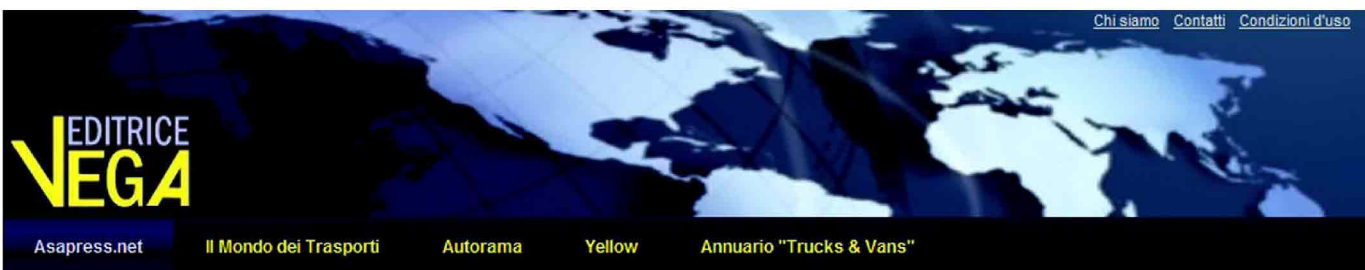 Chi siamo Contatti Condizioni d'uso
EDITRICE
VEGA
Asapress.net Il Mondo dei Trasporti Autorama Yellow Annuario "Trucks & Vans"